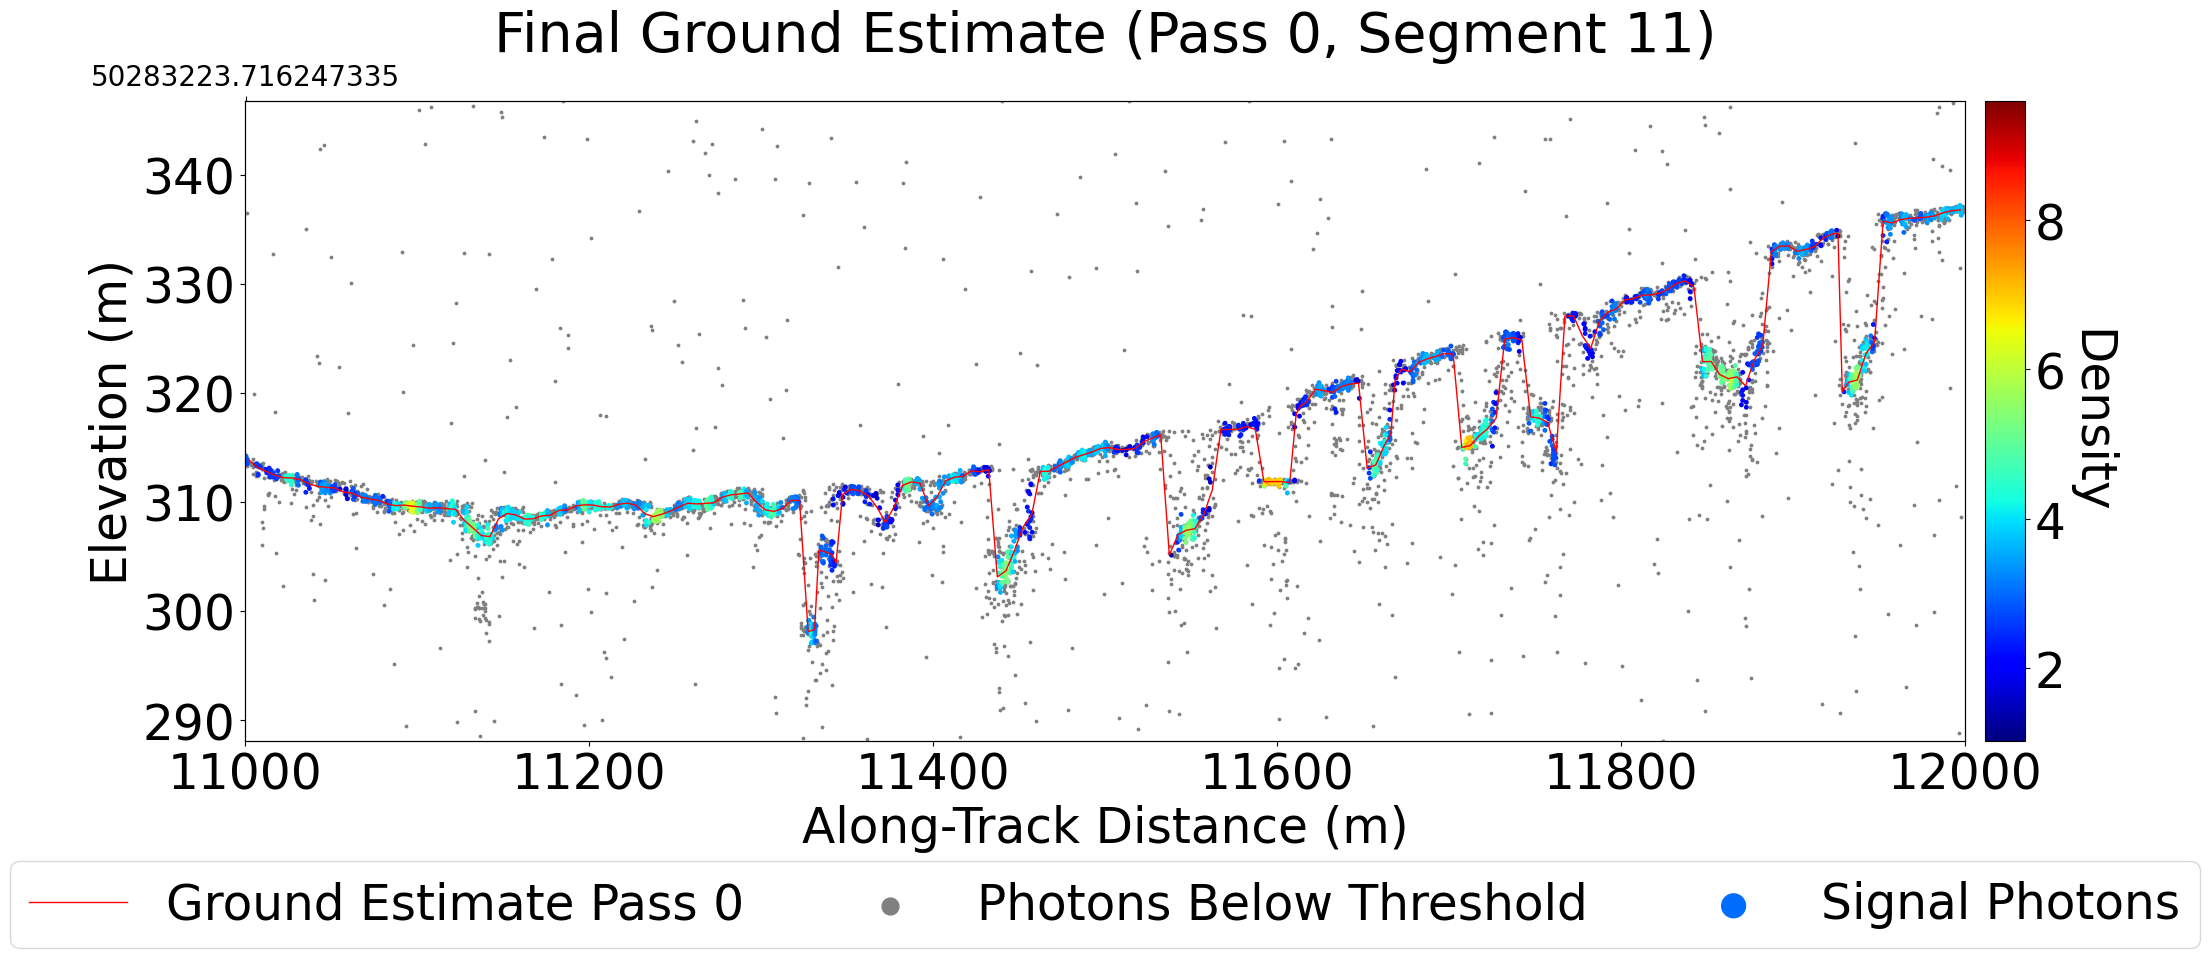 Final Ground Estimate (Pass 0, Segment 11)
50283223.716247335
340
330
320
310
300
290
Elevation (m)
11000 11200 11400 11600 11800 12000
Along-Track Distance (m)
8
6
4
2
Density
Ground Estimate Pass 0 Photons Below Threshold Signal Photons